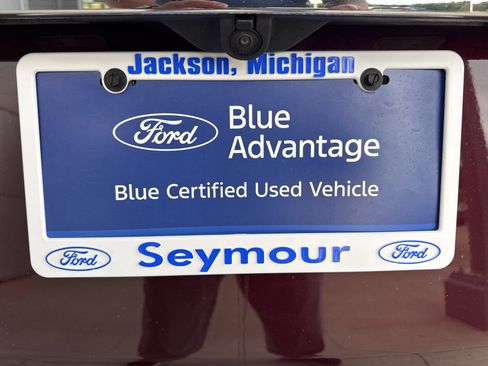 Jackson, Michigan
Ford
Blue
Advantage
Blue Certified Used Vehicle
Ford Seymour Ford